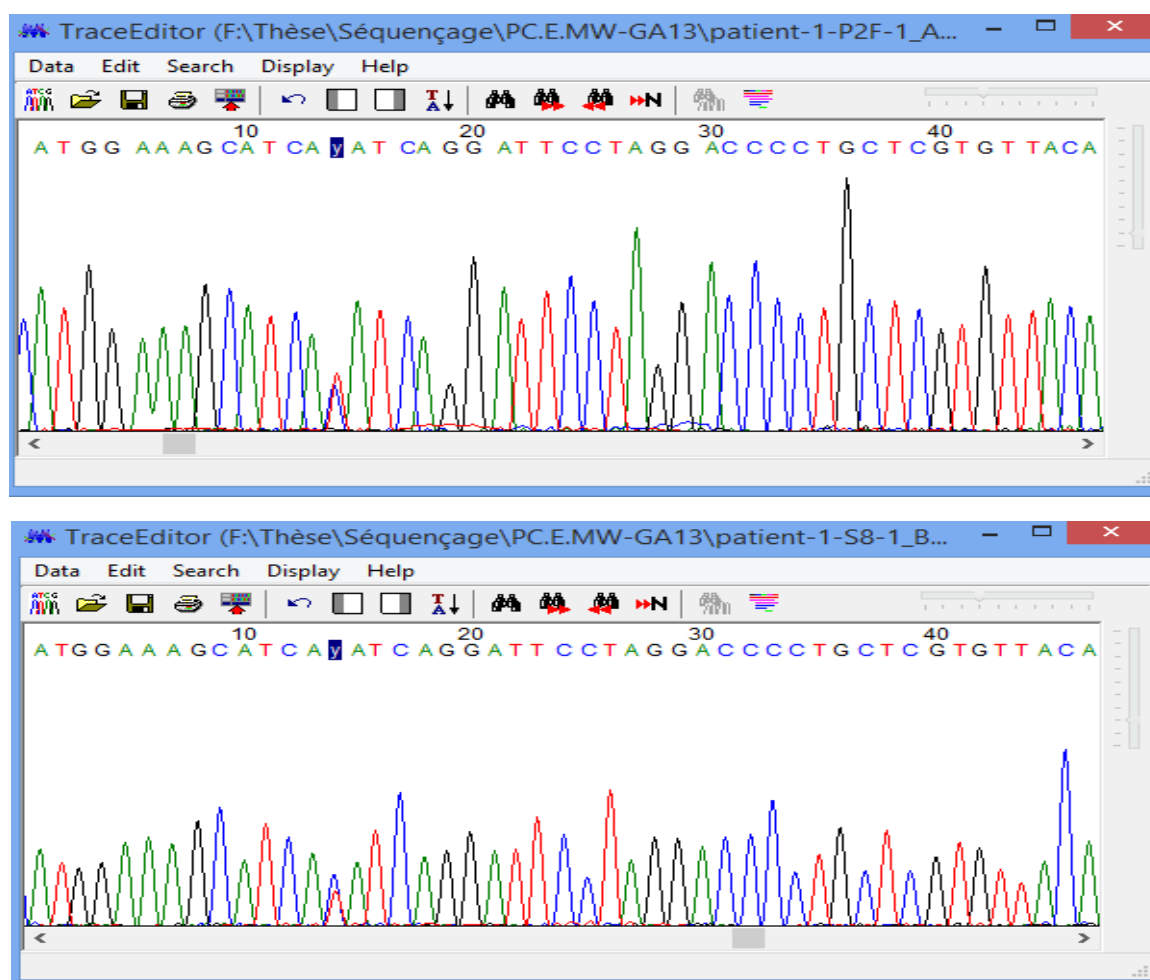 TraceEditor (F:\Thèse\Séquençage\PC.E.MW-GA13\patient-1-P2F-1_A...
Data Edit Search Display Help
N
10 20 30 40
ATGGAAAGCATCAyATCAGGATTCCTAGGACCCCTGCTCGTGTTACA
TraceEditor (F:\Thèse\Séquençage\PC.E.MW-GA13\patient-1-S8-1_B...
Data Edit Search Display Help
N
10 20 30 40
ATGGAAAGCATCAyATCAGGATTCCTAGGACCCCTGCTCGTGTTACA